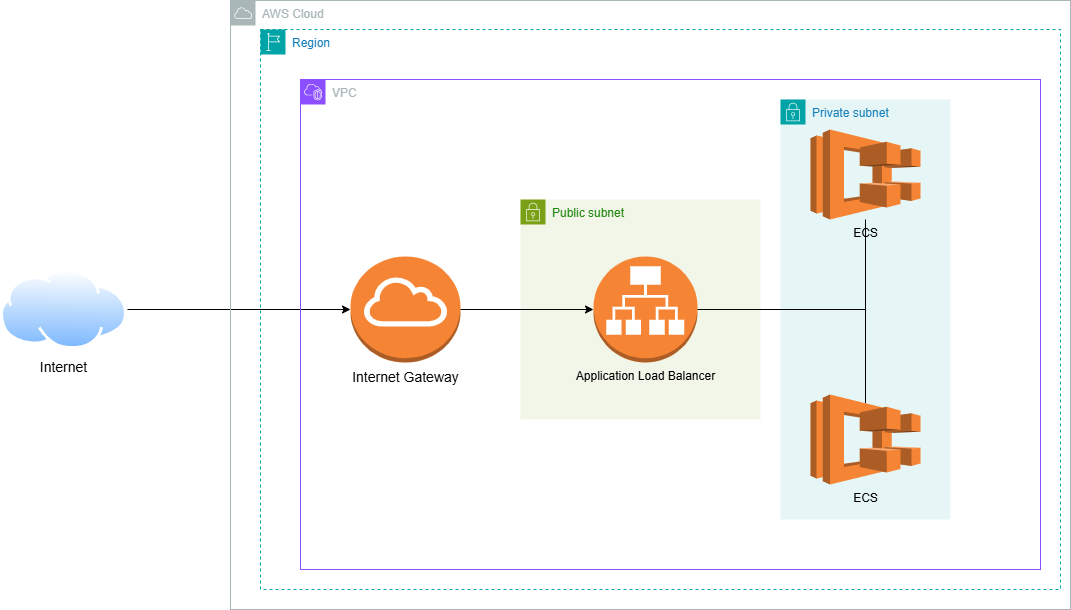 AWS Cloud
Region
VPC
Private subnet
ECS
Public subnet
Internet
Internet Gateway
Application Load Balancer
ECS